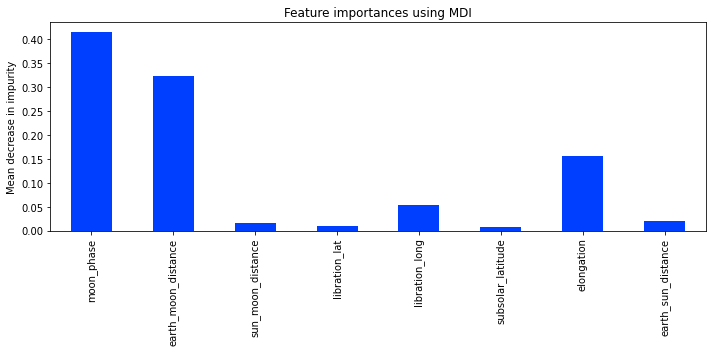 Feature importances using MDI
Mean decrease in impurity
0.40
0.35
0.30
0.25
0.20
0.15
0.10
0.05
0.00
moon_phase
earth_moon_distance
sun_moon_distance
libration_lat
libration_long
subsolar_latitude
elongation
earth_sun_distance